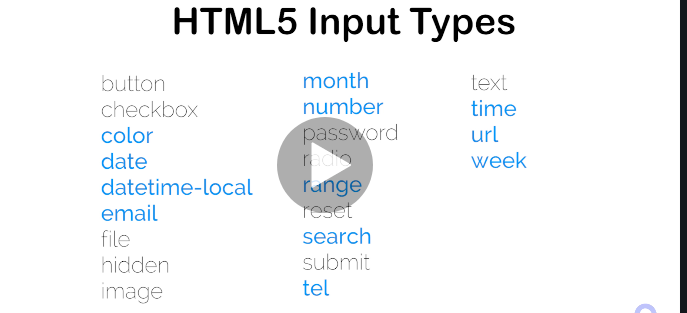 HTML5 Input Types
button
checkbox
color
date
datetime-local
email
file
hidden
image
month
number
password
radio
range
reset
search
submit
tel
text
time
url
week